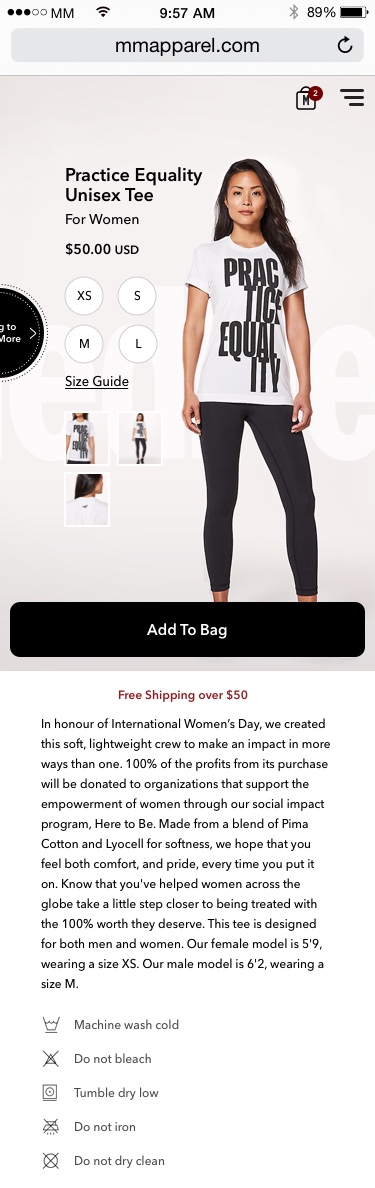 MM
9:57 AM
89%
mmapparel.com
M
2
Practice Equality
Unisex Tee
For Women
$50.00 USD
XS
S
M
L
g to
More
Size Guide
PRAC
TICE
EQUAL
ITY
Add To Bag
Free Shipping over $50
In honour of International Women’s Day, we created
this soft, lightweight crew to make an impact in more
ways than one. 100% of the profits from its purchase
will be donated to organizations that support the
empowerment of women through our social impact
program, Here to Be. Made from a blend of Pima
Cotton and Lyocell for softness, we hope that you
feel both comfort, and pride, every time you put it
on. Know that you've helped women across the
globe take a little step closer to being treated with
the 100% worth they deserve. This tee is designed
for both men and women. Our female model is 5'9,
wearing a size XS. Our male model is 6'2, wearing a
size M.
Machine wash cold
Do not bleach
Tumble dry low
Do not iron
Do not dry clean